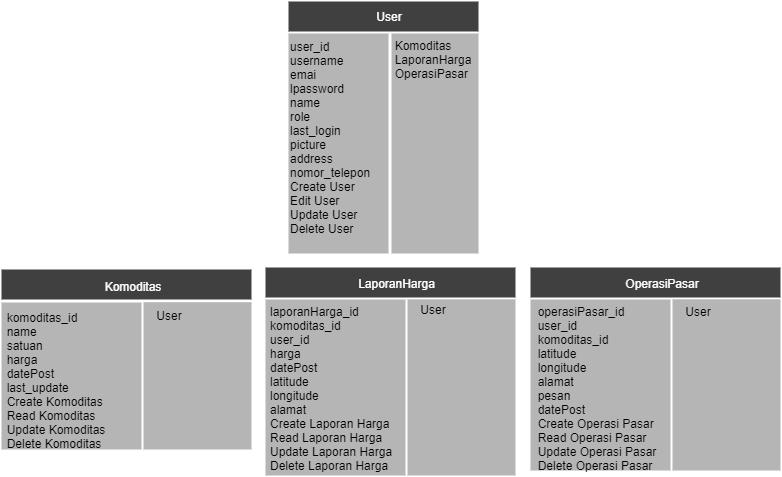 User
user_id
username
emai
lpassword
name
role
last_login
picture
address
nomor_telepon
Create User
Edit User
Update User
Delete User
Komoditas
LaporanHarga
OperasiPasar
Komoditas
komoditas_id
name
satuan
harga
datePost
last_update
Create Komoditas
Read Komoditas
Update Komoditas
Delete Komoditas
User
LaporanHarga
laporanHarga_id
komoditas_id
user_id
harga
datePost
latitude
longitude
alamat
Create Laporan Harga
Read Laporan Harga
Update Laporan Harga
Delete Laporan Harga
User
OperasiPasar
operasiPasar_id
user_id
komoditas_id
latitude
longitude
alamat
pesan
datePost
Create Operasi Pasar
Read Operasi Pasar
Update Operasi Pasar
Delete Operasi Pasar
User